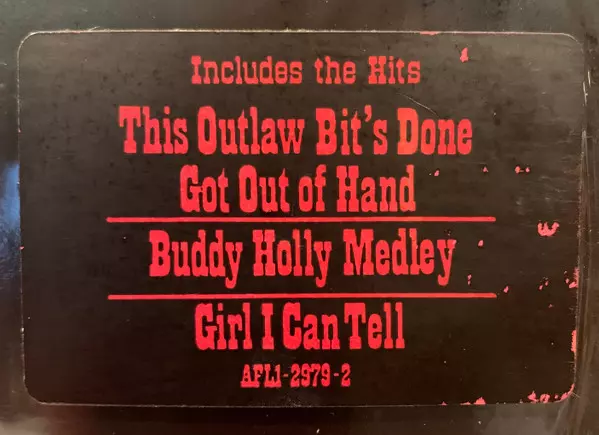 Includes the Hits
This Outlaw Bit's Done
Got Out of Hand
Buddy Holly Medley
Girl I Can Tell
AFL1-2979-2